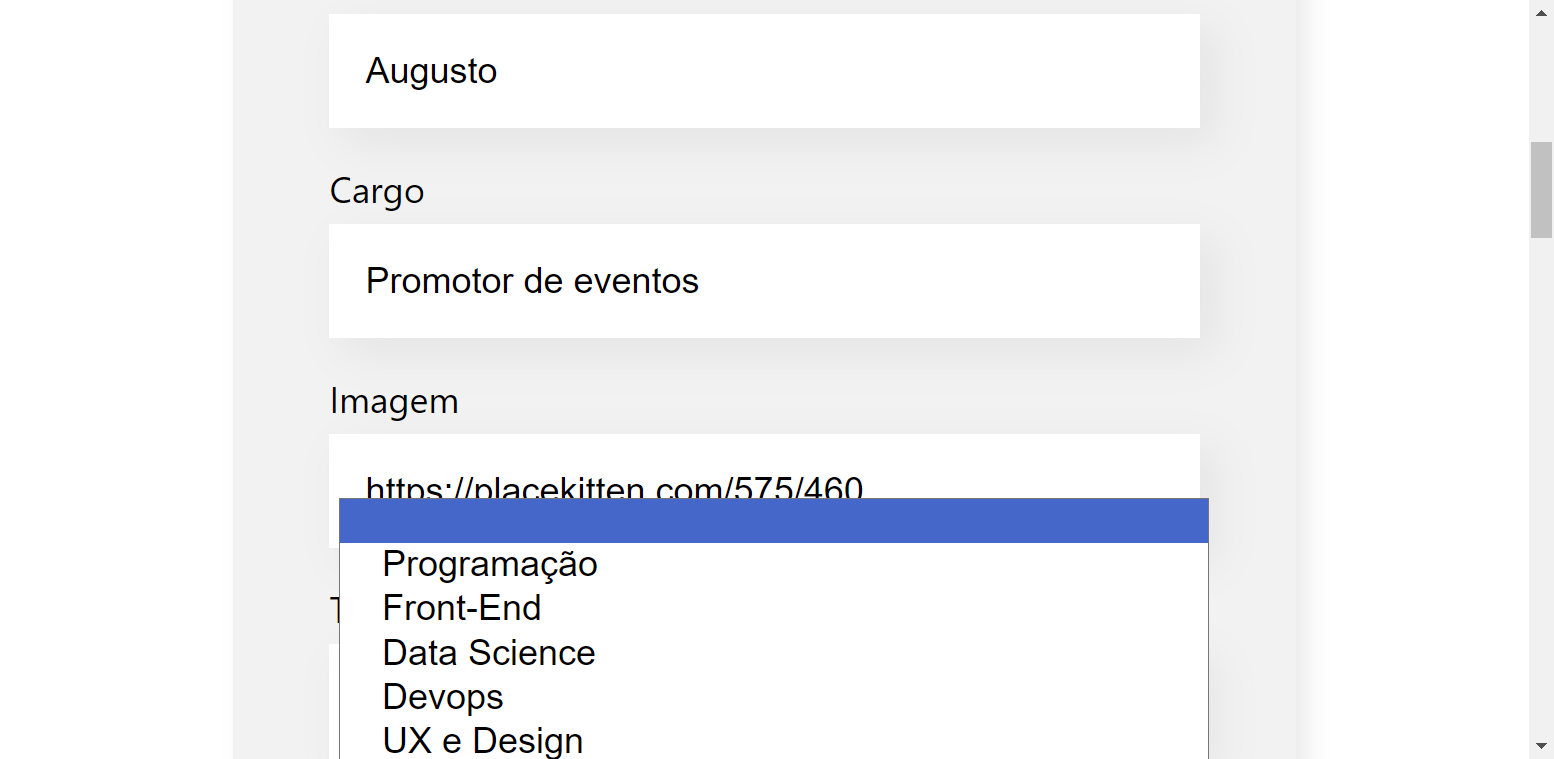 Augusto
Cargo
Promotor de eventos
Imagem
https://placekitten.com/575/460
Programação
Front-End
Data Science
Devops
UX e Design